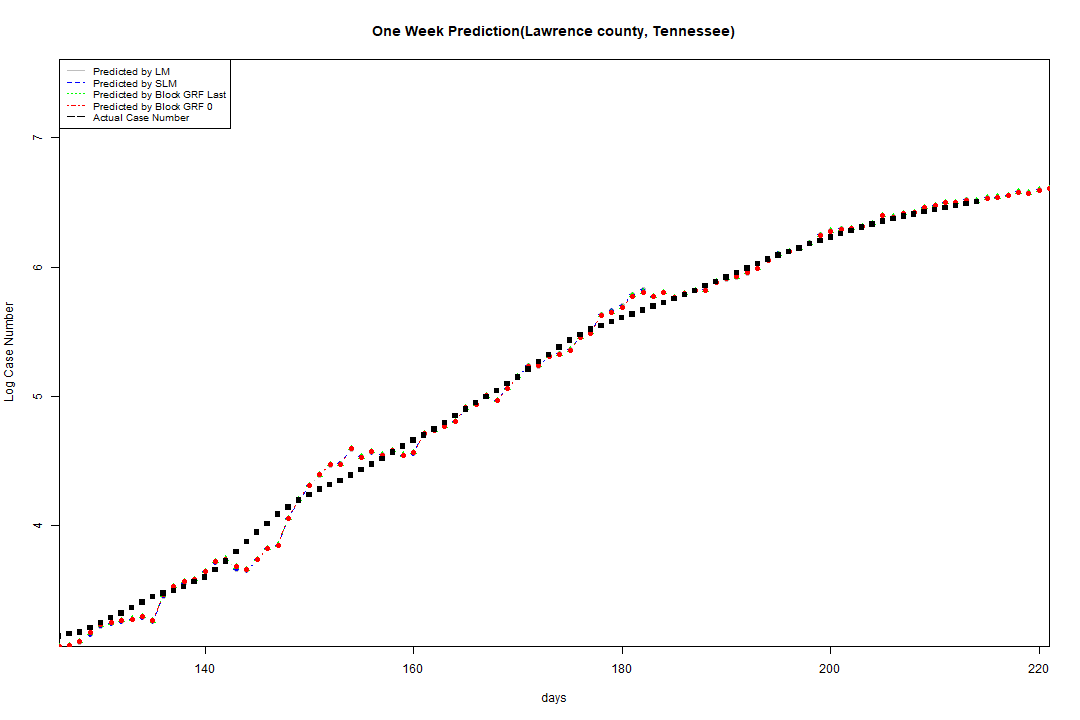 One Week Prediction(Lawrence county, Tennessee)
Predicted by LM
Predicted by SLM
Predicted by Block GRF Last
Predicted by Block GRF 0
Actual Case Number
7
6
5
4
Log Case Number
140 160 180 200 220
days